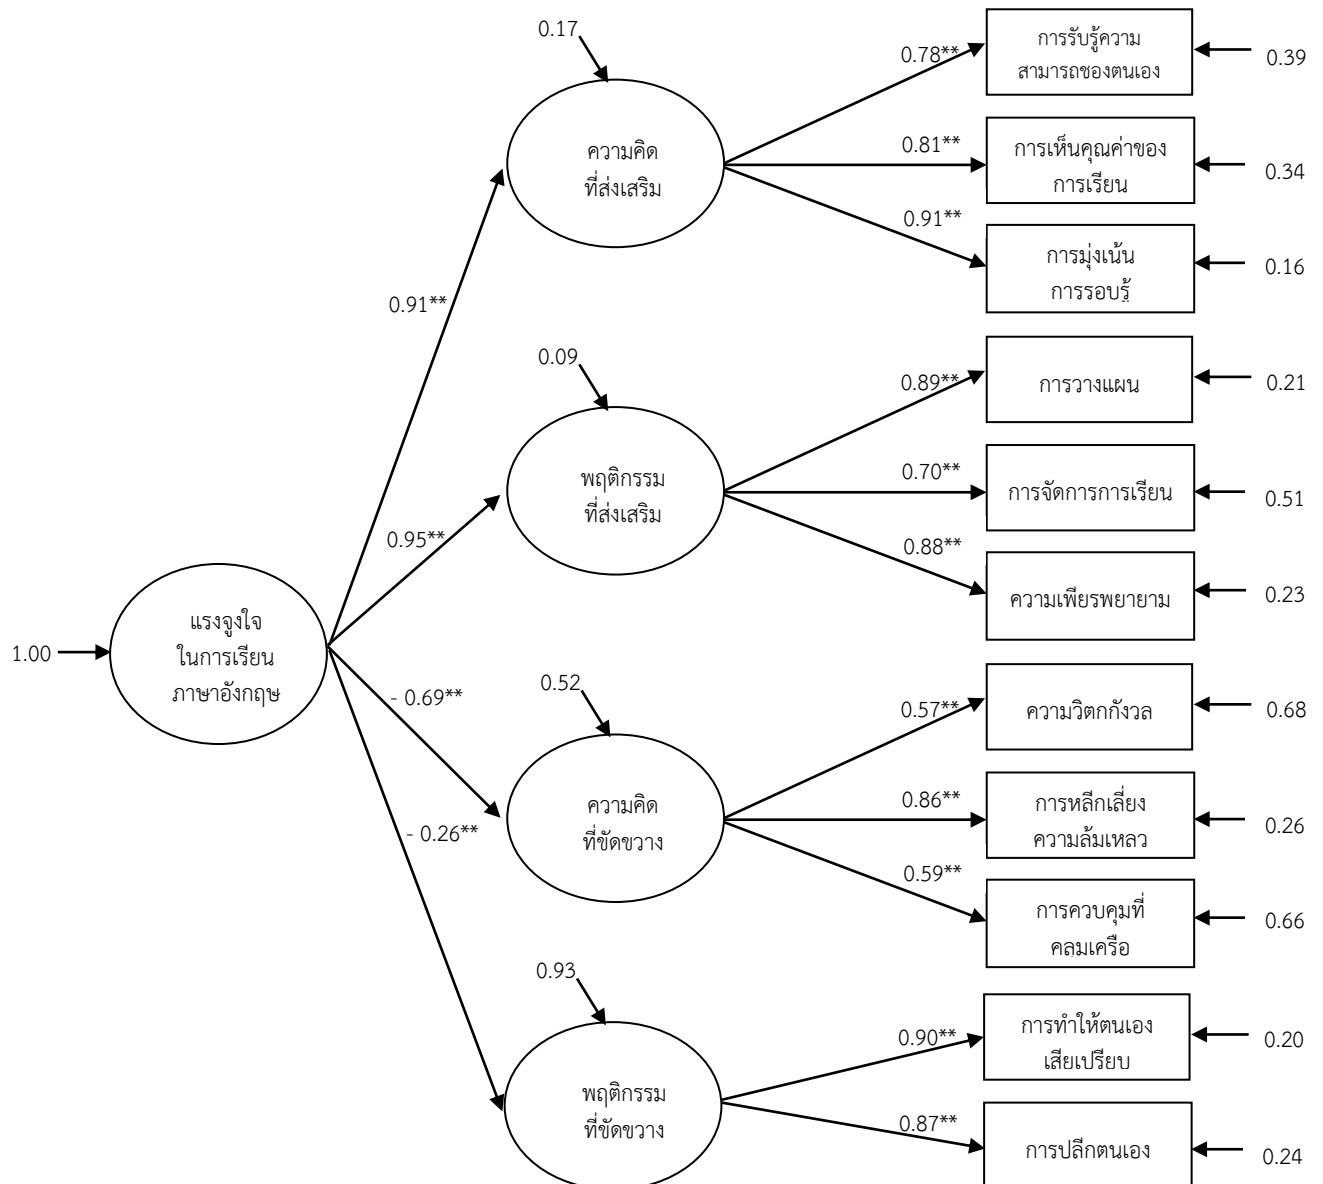 0.17
0.78**
การรับรู้ความ
สามารถชองตนเอง
0.39
ความคิด
ที่ส่งเสริม
0.81**
การเห็นคุณค่าของ
การเรียน
0.34
0.91**
การมุ่งเน้น
การรอบรู้
0.16
0.91**
0.09
0.89**
การวางแผน
0.21
พฤติกรรม
ที่ส่งเสริม
0.70**
การจัดการการเรียน
0.51
0.95**
0.88**
ความเพียรพยายาม
0.23
1.00
แรงจูงใจ
ในการเรียน
ภาษาอังกฤษ
- 0.69**
0.52
0.57**
ความวิตกกังวล
0.68
ความคิด
ที่ขัดขวาง
0.86**
การหลีกเลี่ยง
ความล้มเหลว
0.26
- 0.26**
0.59**
การควบคุมที่
คลุมเครือ
0.66
0.93
0.90**
การทำให้ตนเอง
เสียเปรียบ
0.20
พฤติกรรม
ที่ขัดขวาง
0.87**
การปลีกตนเอง
0.24